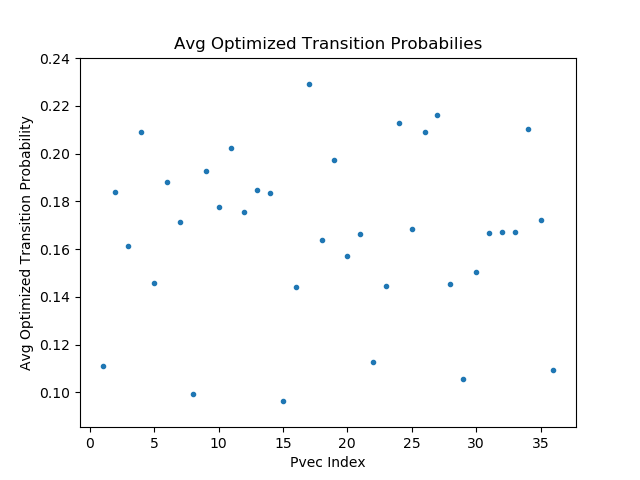 Avg Optimized Transition Probabilies
Avg Optimized Transition Probability
0.24
0.22
0.20
0.18
0.16
0.14
0.12
0.10
0 5 10 15 20 25 30 35
Pvec Index